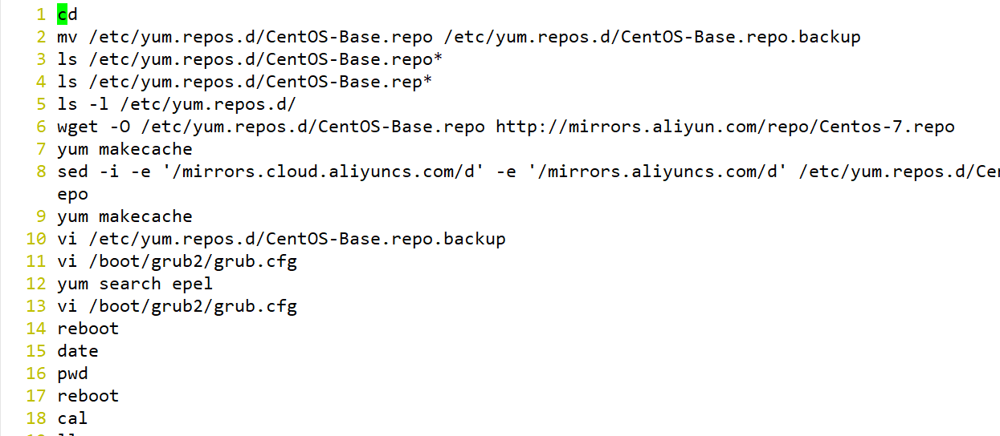 1 cd
2 mv /etc/yum.repos.d/CentOS-Base.repo /etc/yum.repos.d/CentOS-Base.repo.backup
3 ls /etc/yum.repos.d/CentOS-Base.repo*
4 ls /etc/yum.repos.d/CentOS-Base.rep*
5 ls -l /etc/yum.repos.d/
6 wget -O /etc/yum.repos.d/CentOS-Base.repo http://mirrors.aliyun.com/repo/Centos-7.repo
7 yum makecache
8 sed -i -e '/mirrors.cloud.aliyuncs.com/d' -e '/mirrors.aliyuncs.com/d' /etc/yum.repos.d/Cen
epo
9 yum makecache
10 vi /etc/yum.repos.d/CentOS-Base.repo.backup
11 vi /boot/grub2/grub.cfg
12 yum search epel
13 vi /boot/grub2/grub.cfg
14 reboot
15 date
16 pwd
17 reboot
18 cal